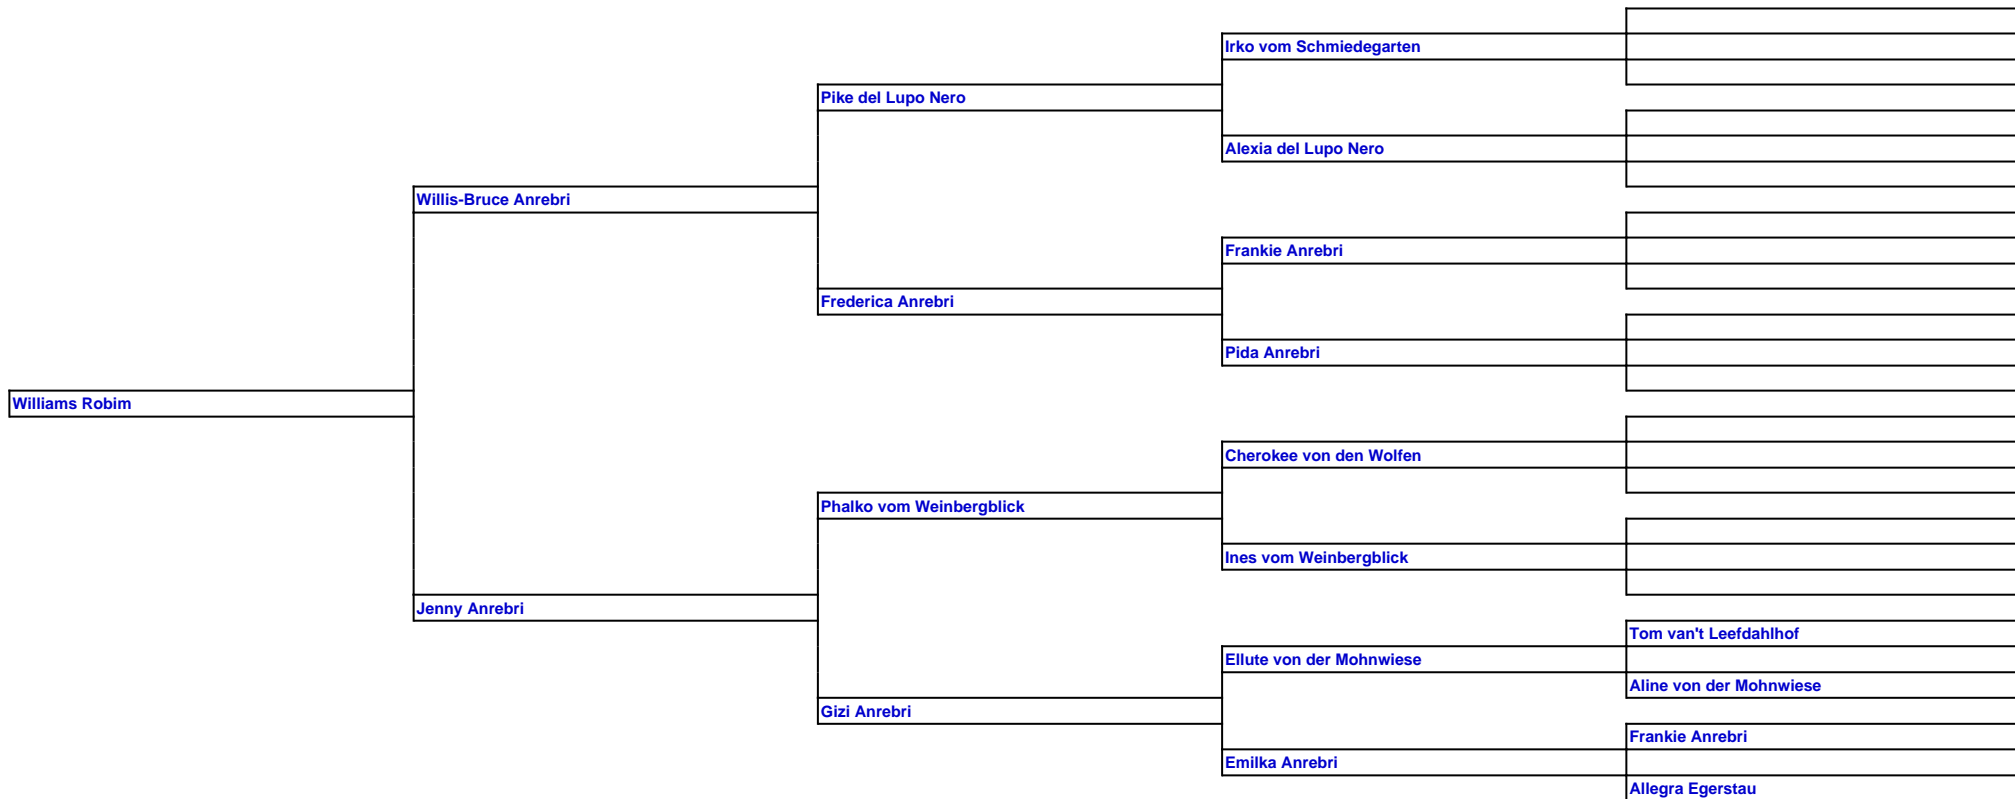 Irko vom Schmiedegarten
Pike del Lupo Nero
Alexia del Lupo Nero
Willis-Bruce Anrebri
Frankie Anrebri
Frederica Anrebri
Pida Anrebri
Williams Robim
Cherokee von den Wolfen
Phalko vom Weinbergblick
Ines vom Weinbergblick
Jenny Anrebri
Tom van't Leefdahlhof
Ellute von der Mohnwiese
Aline von der Mohnwiese
Gizi Anrebri
Frankie Anrebri
Emilka Anrebri
Allegra Egerstau